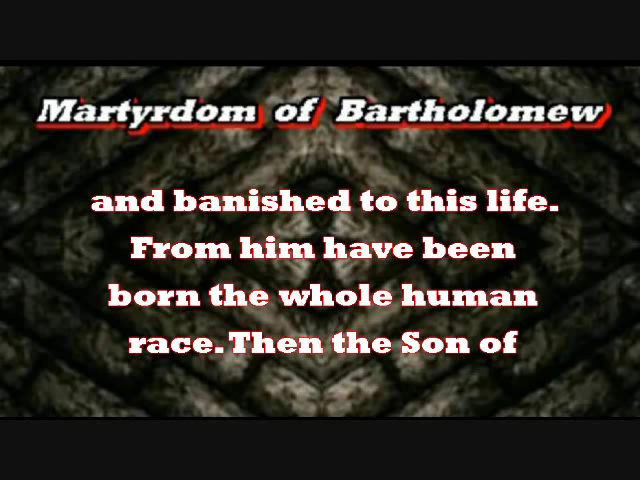 Martyrdom of Bartholomew
and banished to this life.
From him have been
born the whole human
race. Then the Son of